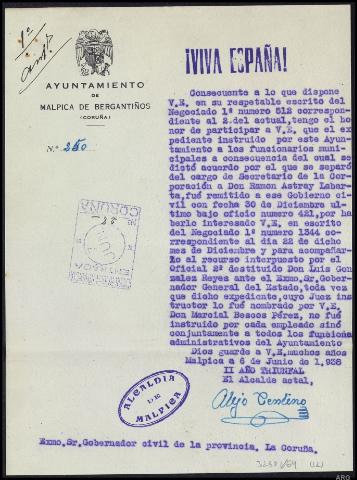 1º
¡VIVA ESPAÑA!
AYUNTAMIENTO
DE
MALPICA DE BERGANTIÑOS
(CORUÑA)
N.º 250
Consecuente a lo que dispone
V.E. en su respetable escrito del
Negociado 1º numero 512 correspon-
diente al 2.del actual,tengo el ho
nor de participar a V.E. que el ex
pediente instruido por este Ayun-
tamiento a los funcionarios muni-
cipales a consecuencia del cual se
dictó acuerdo por el que se separó
del cargo de Secretario de la Cor-
poración a Don Ramon Astray Labar-
ta,fué remitido a ese Gobierno ci
vil con fecha 30 de Diciembre ul-
timo bajo oficio numero 421,por ha
berlo interesado V.E, en escrito
del Negociado 1º numero 1344 co-
rrespondiente al dia 22 de dicho
mes de Diciembre y para acompañar-
lo al recurso interpuesto por el
Oficial 2º destituido Don Luis Gon
zalez Reyes ante el Exmo,Sr,Gober-
nador General del Estado,toda vez
que dicho expediente,cuyo Juez ins
tructor lo fué nombrado por V.E.
Don Marcial Bescos Pérez, no fué
instruido por cada empleado sinó
conjuntamente a todos los funciona
administrativos del Ayuntamiento
Dios guarde a V.E,muchos años
Malpica a 6 de Junio 1,938
II AÑO TRIUNFAL
El Alcalde actal,
ALCALDIA
DE
MALPICA
Alejo
Exmo,Sr,Gobernador civil de la provincia. La Coruña.
CORUÑA